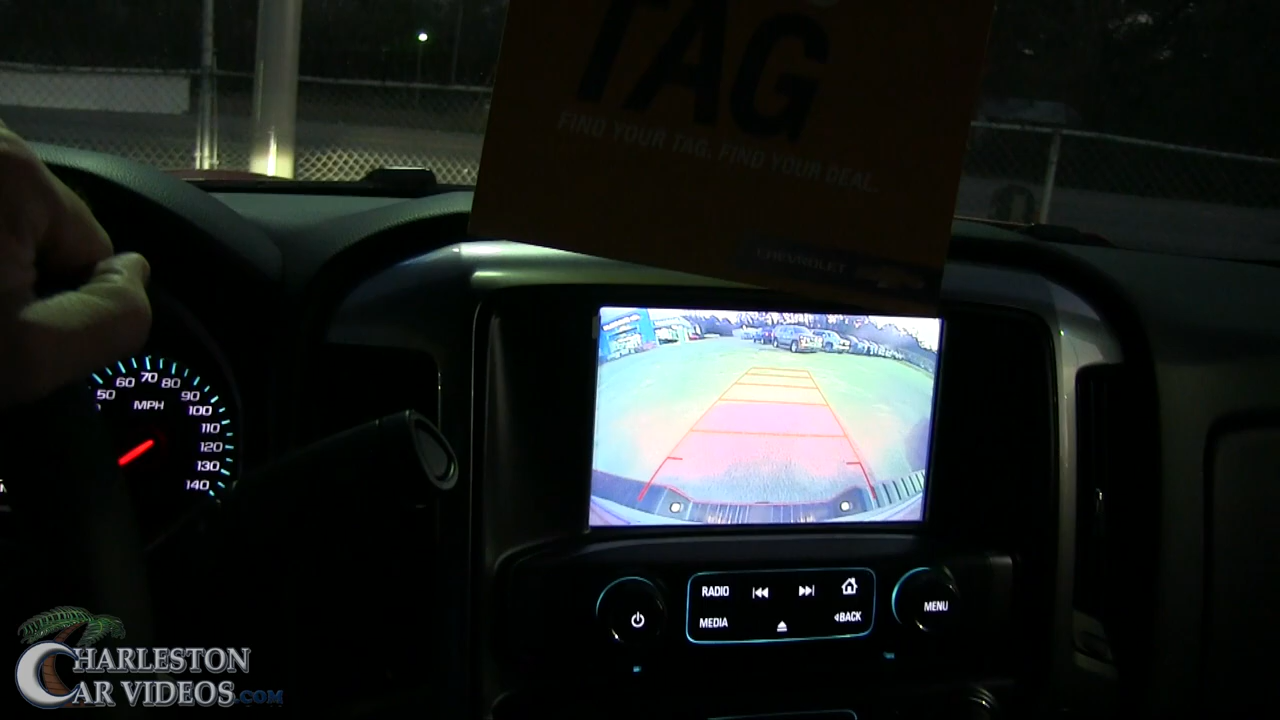 TAG
FIND YOUR TAG. FIND YOUR DEAL.
CHEVROLET
50 60 70 80 90 100 110 120 130 140
MPH
RADIO
MEDIA
BACK
MENU
CHARLESTON
CAR VIDEOS.COM